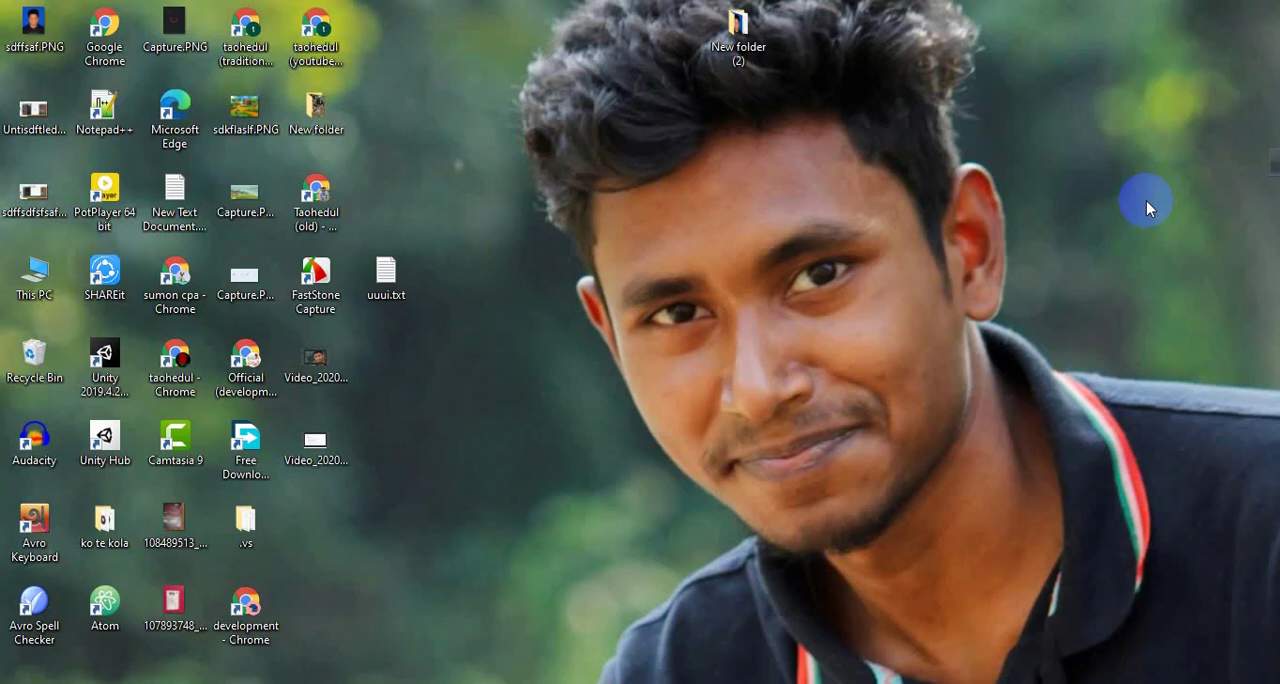 sdffsaf.PNG
Google
Chrome
Capture.PNG
taohedul
(tradition...
taohedul
(youtube...
New folder
(2)
Untisdftled...
Notepad++
Microsoft
Edge
sdkflaslf.PNG
New folder
sdffsdfsfsaf...
PotPlayer 64
bit
New Text
Document....
Capture.P...
Taohedul
(old) - ...
This PC
SHAREit
sumon cpa -
Chrome
Capture.P...
FastStone
Capture
uuui.txt
Recycle Bin
Unity
2019.4.2...
taohedul -
Chrome
Official
(developm...
Video_2020...
Audacity
Unity Hub
Camtasia 9
Free
Downlo...
Video_2020...
Avro
Keyboard
ko te kola
108489513_...
.vs
Avro Spell
Checker
Atom
107893748_...
development
- Chrome